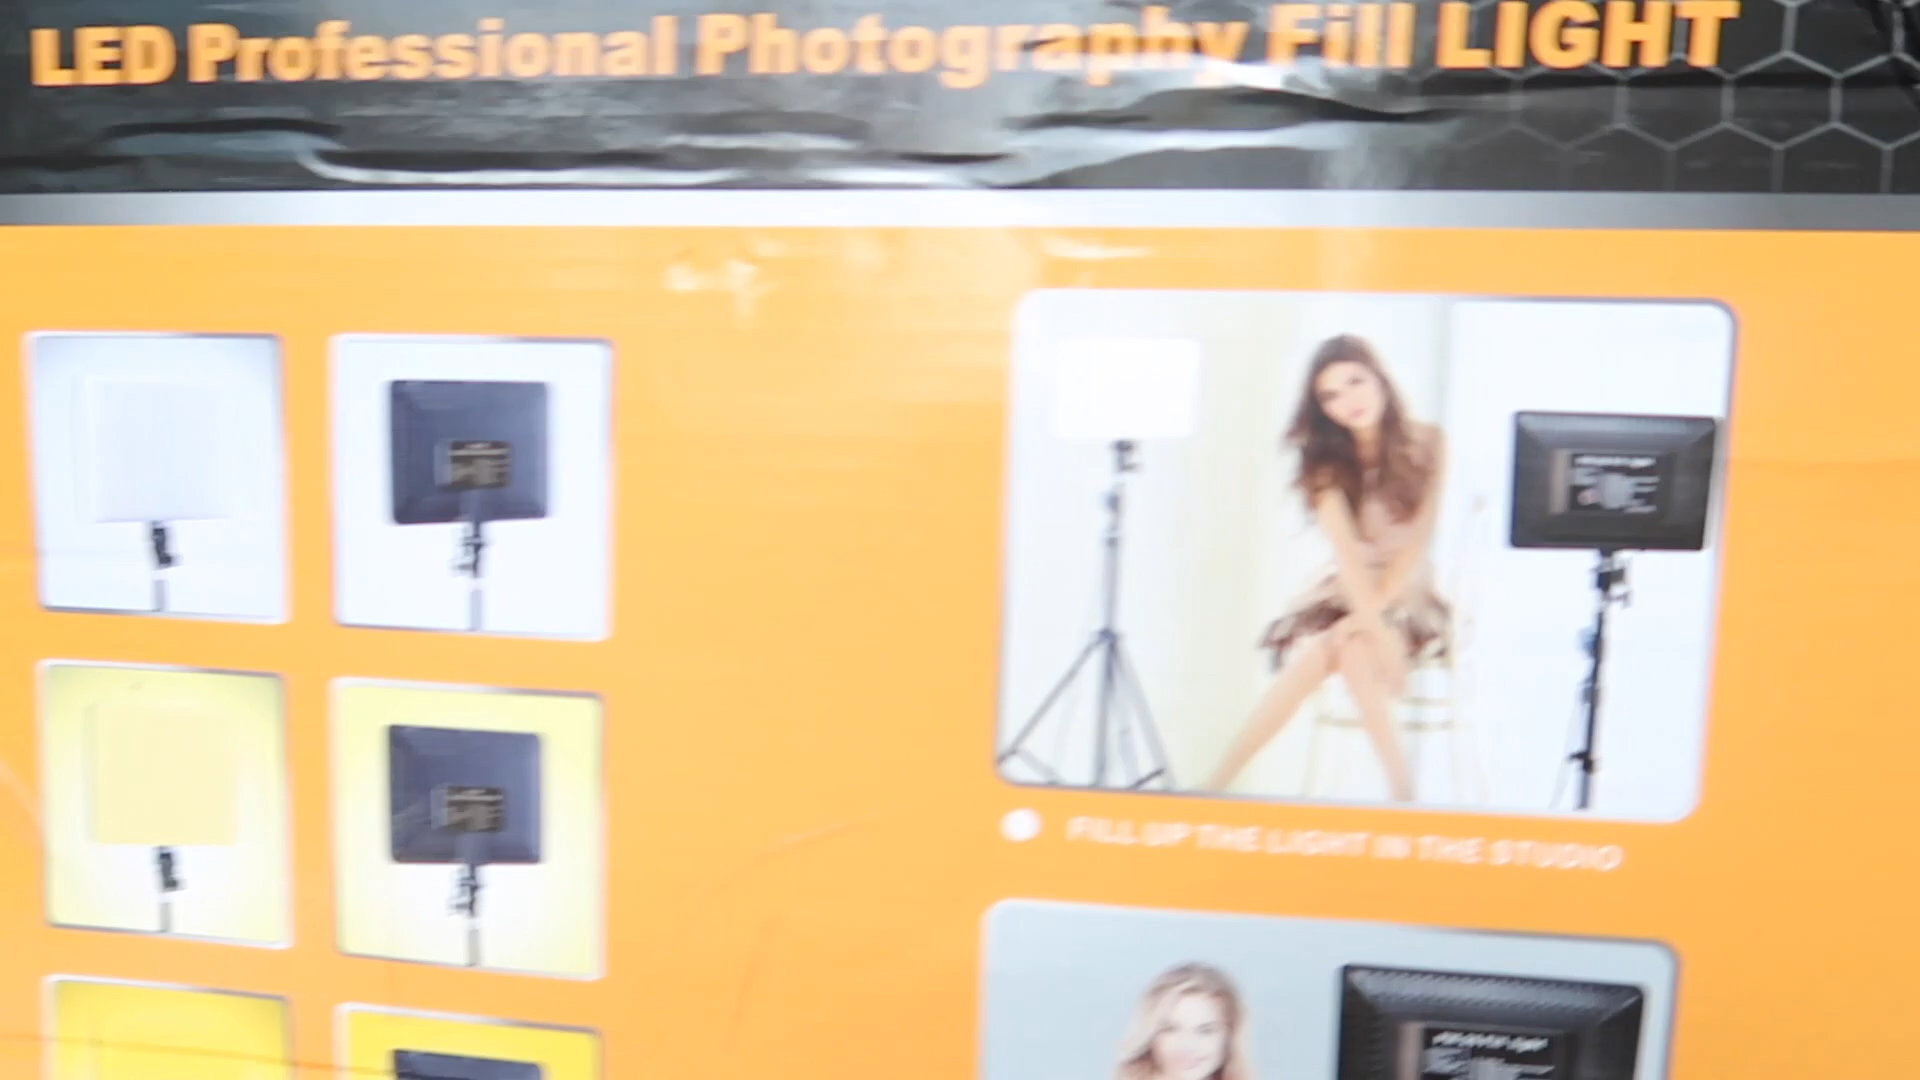 LED Professional Photography Fill LIGHT
FILL UP THE LIGHT IN THE STUDIO